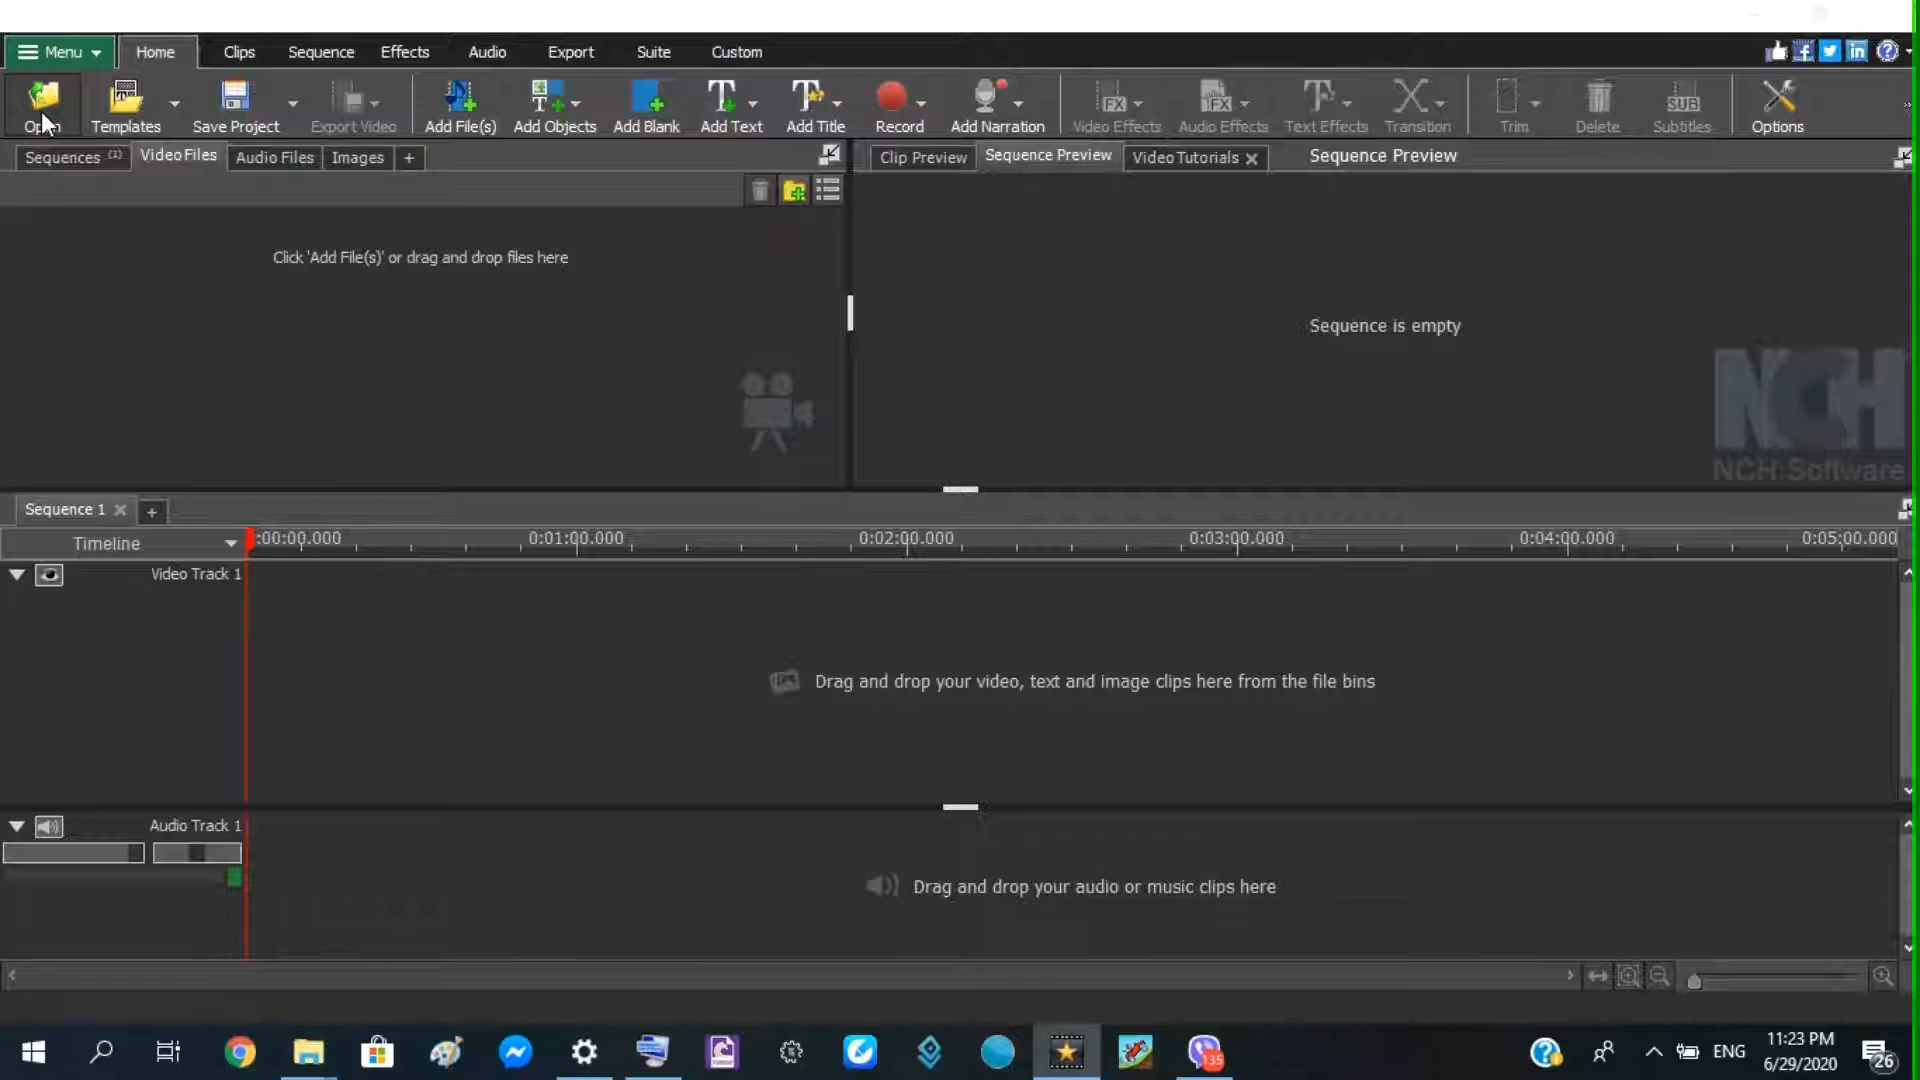 Menu Home Clips Sequence Effects Audio Export Suite Custom
Open Templates Save Project Export Video Add File(s) Add Objects Add Blank Add Text Add Title Record Add Narration Video Effects Audio Effects Text Effects Transition Trim Delete Subtitles Options
SUB
Sequences (1) Video Files Audio Files Images +
Clip Preview Sequence Preview Video Tutorials Sequence Preview
Click 'Add File(s)' or drag and drop files here
Sequence is empty
NCH
NCH Software
Sequence 1 +
Timeline :00:00.000 0:01:00.000 0:02:00.000 0:03:00.000 0:04:00.000 0:05:00.000
Video Track 1
Drag and drop your video, text and image clips here from the file bins
Audio Track 1
Drag and drop your audio or music clips here
135
ENG
11:23 PM
6/29/2020
26